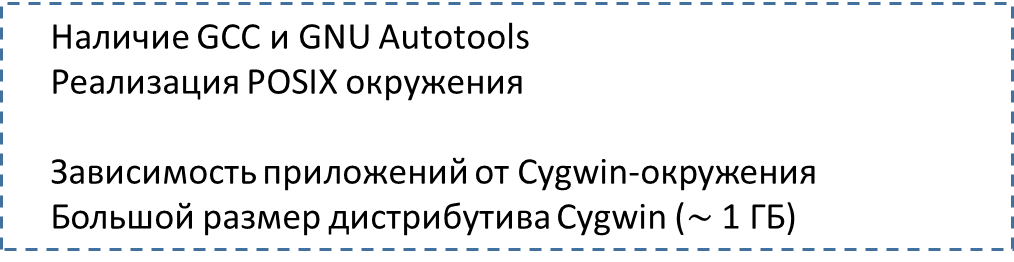 Наличие GCC и GNU Autotools
Реализация POSIX окружения
Зависимость приложений от Cygwin-окружения
Большой размер дистрибутива Cygwin (~ 1 ГБ)